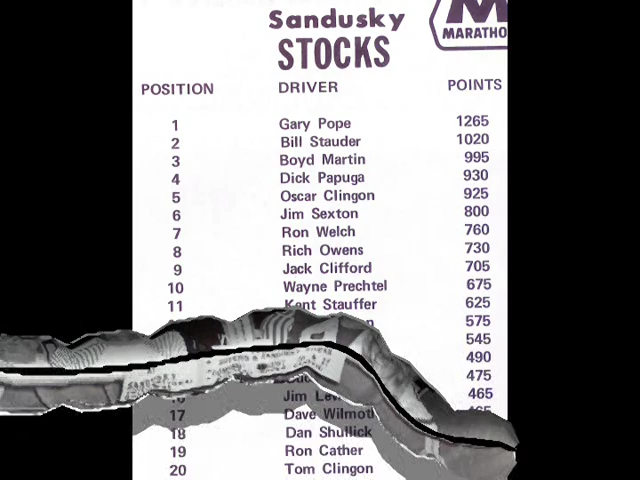 Sandusky
STOCKS
MARATHO
POSITION DRIVER POINTS
1 Gary Pope 1265
2 Bill Stauder 1020
3 Boyd Martin 995
4 Dick Papuga 930
5 Oscar Clingon 925
6 Jim Sexton 800
7 Ron Welch 760
8 Rich Owens 730
9 Jack Clifford 705
10 Wayne Prechtel 675
11 Kent Stauffer 625
575
545
490
475
Jim 465
17 Dave Wilmot
18 Dan Shullick
19 Ron Cather
20 Tom Clingon